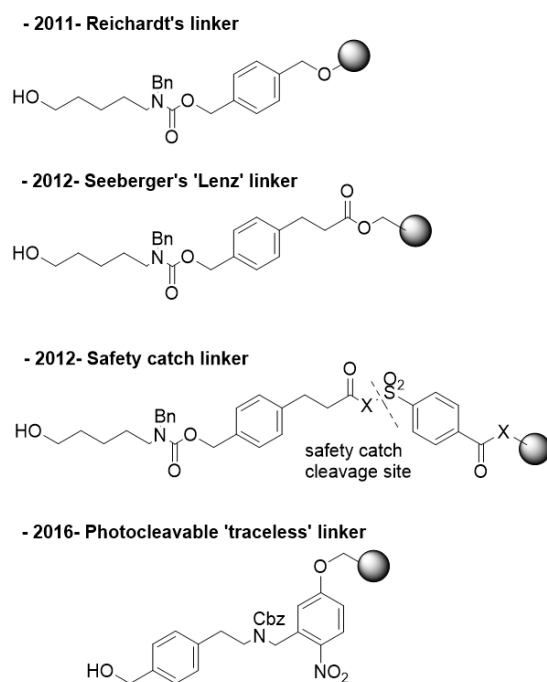 - 2011- Reichardt's linker
HO
Bn
N
O
O
O
- 2012- Seeberger's 'Lenz' linker
HO
Bn
N
O
O
O
O
- 2012- Safety catch linker
HO
Bn
N
O
O
O
X
O2
S
X
O
safety catch
cleavage site
- 2016- Photocleavable 'traceless' linker
O
Cbz
N
NO2
HO